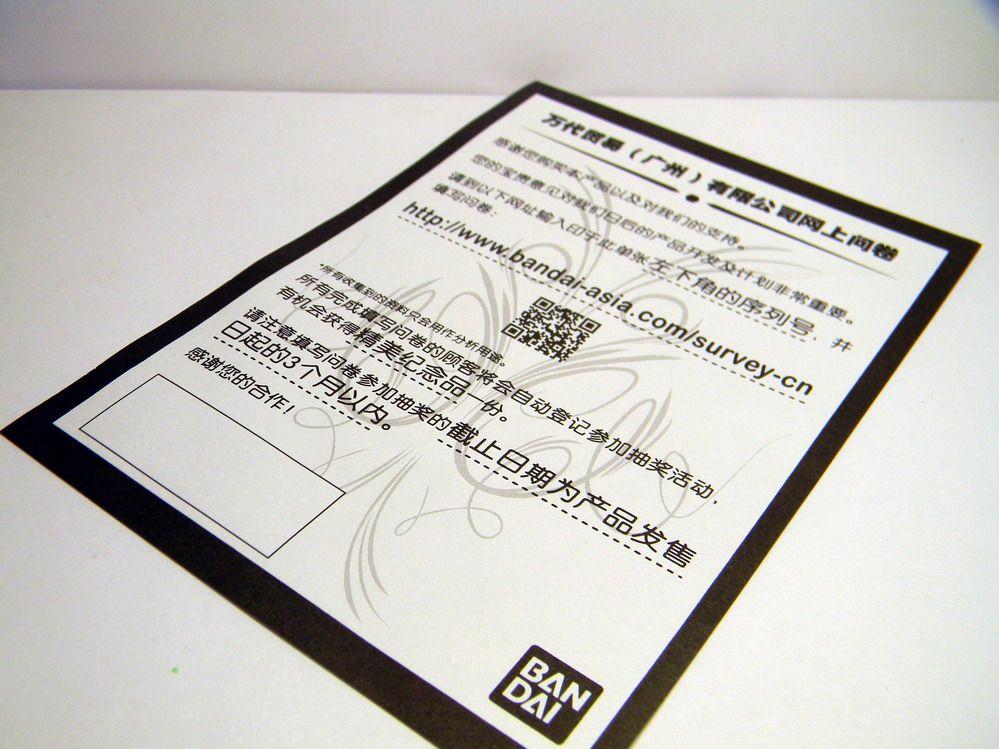 万代贸易（广州）有限公司网上问卷
感谢您购买本产品以及对我们的支持。
您的宝贵意见对我们日后的产品开发及计划非常重要。
请到以下网址输入印于此单张左下角的序列号，并
填写问卷：
http://www.bandai-asia.com/survey-cn
*所有收集到的资料只会用作分析用途。
所有完成填写问卷的顾客将会自动登记参加抽奖活动，
有机会获得精美纪念品一份。
请注意填写问卷参加抽奖的截止日期为产品发售
日起的3个月以内。
感谢您的合作！
BAN
DAI